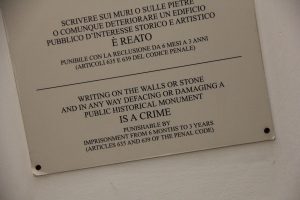 SCRIVERE SUI MURI O SULLE PIETRE
O COMUNQUE DETERIORARE UN EDIFICIO
PUBBLICO D'INTERESSE STORICO E ARTISTICO
È REATO
PUNIBILE CON LA RECLUSIONE DA 6 MESI A 3 ANNI
(ARTICOLI 635 E 639 DEL CODICE PENALE)
WRITING ON THE WALLS OR STONE
AND IN ANY WAY DEFACING OR DAMAGING A
PUBLIC HISTORICAL MONUMENT
IS A CRIME
PUNISHABLE BY
IMPRISONMENT FROM 6 MONTHS TO 3 YEARS
(ARTICLES 635 AND 639 OF THE PENAL CODE)